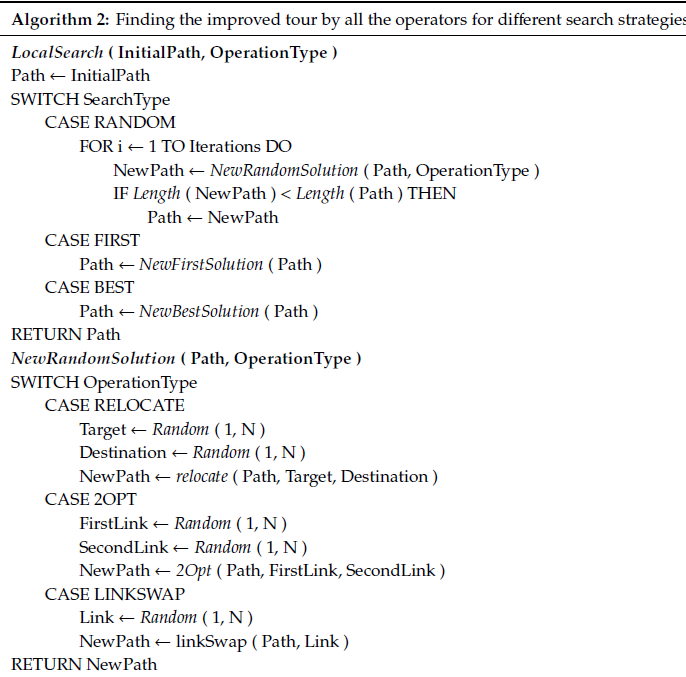 Algorithm 2: Finding the improved tour by all the operators for different search strategies
LocalSearch ( InitialPath, OperationType )
Path ← InitialPath
SWITCH SearchType
CASE RANDOM
FOR i ← 1 TO Iterations DO
NewPath ← NewRandomSolution ( Path, OperationType )
IF Length ( NewPath ) < Length ( Path ) THEN
Path ← NewPath
CASE FIRST
Path ← NewFirstSolution ( Path )
CASE BEST
Path ← NewBestSolution ( Path )
RETURN Path
NewRandomSolution ( Path, OperationType )
SWITCH OperationType
CASE RELOCATE
Target ← Random ( 1, N )
Destination ← Random ( 1, N )
NewPath ← relocate ( Path, Target, Destination )
CASE 2OPT
FirstLink ← Random ( 1, N )
SecondLink ← Random ( 1, N )
NewPath ← 2Opt ( Path, FirstLink, SecondLink )
CASE LINKSWAP
Link ← Random ( 1, N )
NewPath ← linkSwap ( Path, Link )
RETURN NewPath